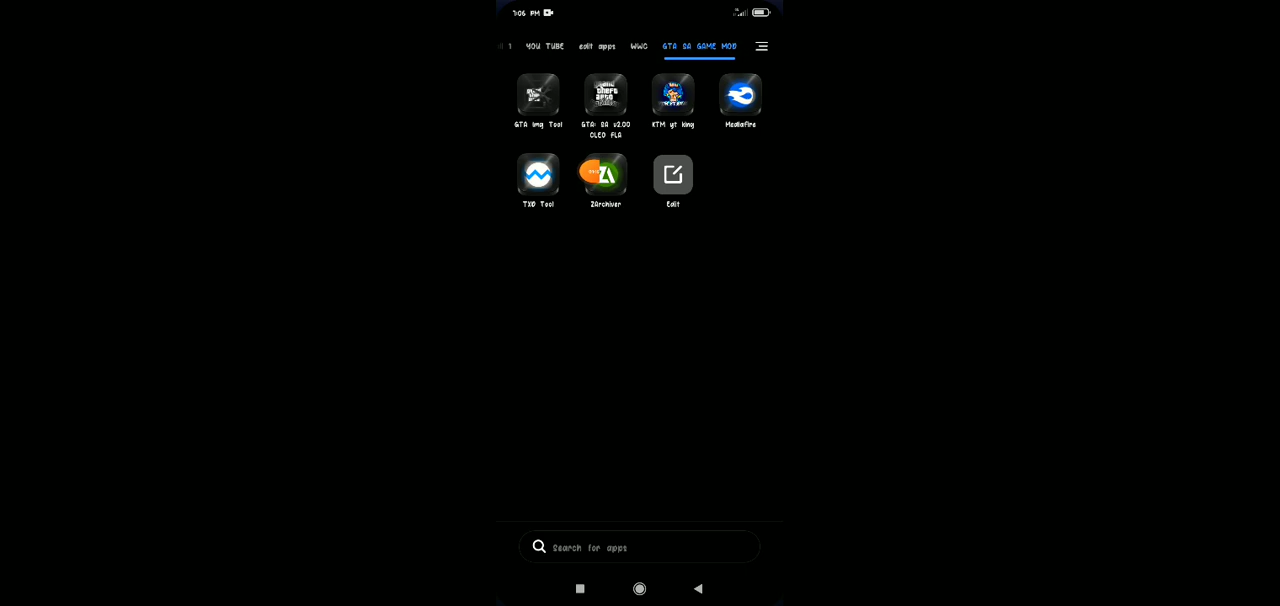 7:06 PM
YOU TUBE edit apps WWC GTA SA GAME MOD
GTA Img Tool
GTA: SA v2.00
CLEO FLA
KTM yt king
MediaFire
TXD Tool
ZArchiver
Edit
Search for apps